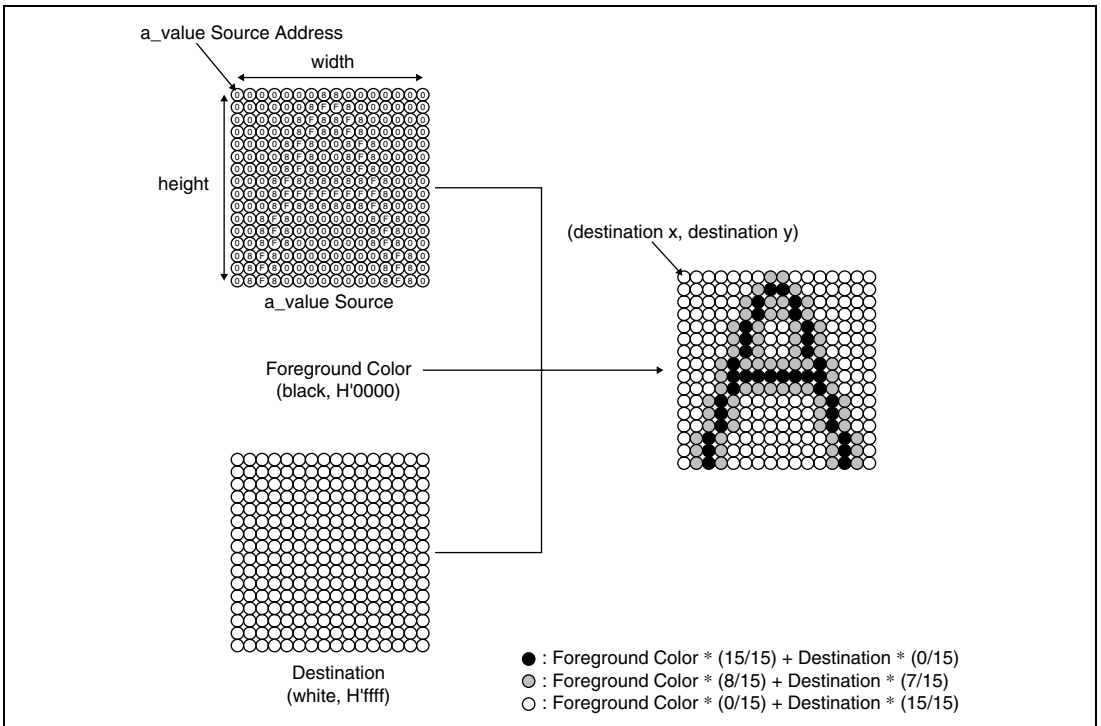 a_value Source Address
width
height
a_value Source
(destination x, destination y)
Foreground Color
(black, H'0000)
Destination
(white, H'ffff)
: Foreground Color * (15/15) + Destination * (0/15)
: Foreground Color * (8/15) + Destination * (7/15)
: Foreground Color * (0/15) + Destination * (15/15)